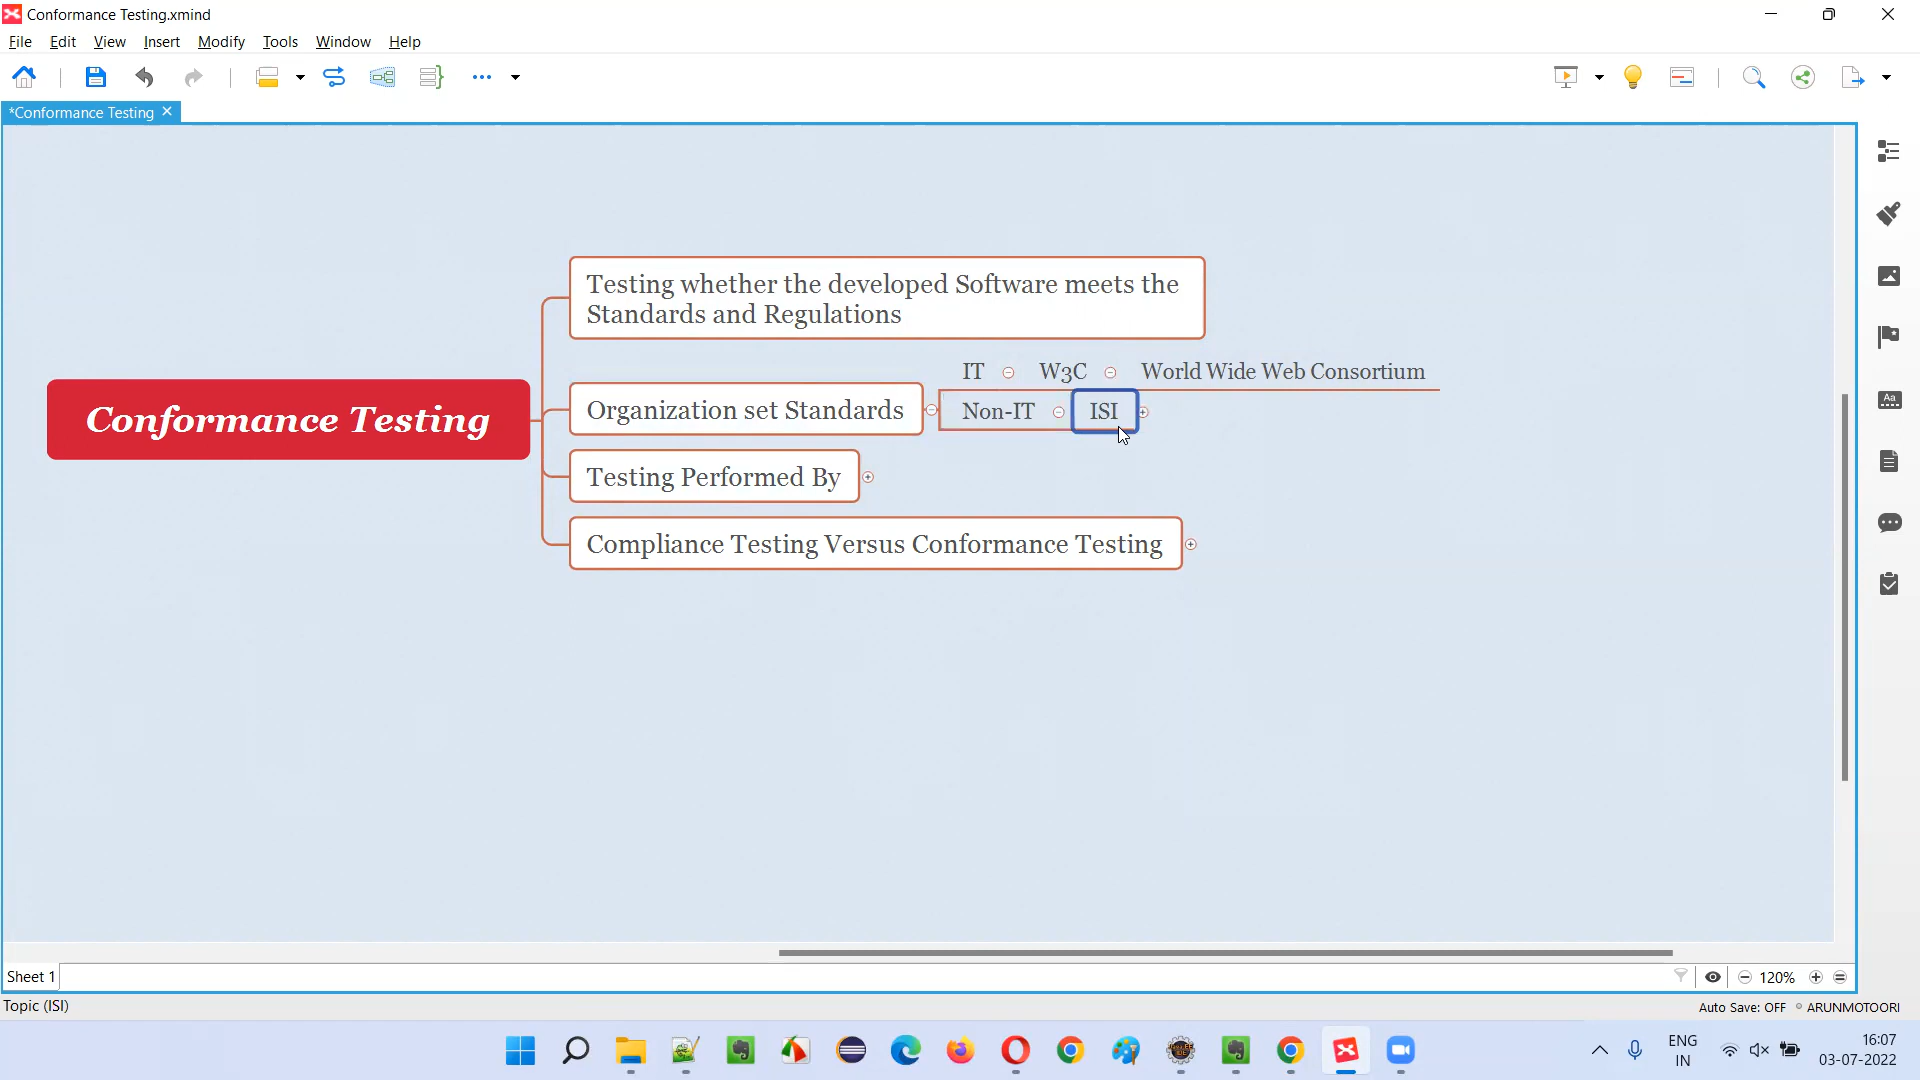 Conformance Testing.xmind
File Edit View Insert Modify Tools Window Help
*Conformance Testing
Testing whether the developed Software meets the
Standards and Regulations
IT W3C World Wide Web Consortium
Conformance Testing
Organization set Standards
Non-IT ISI
Testing Performed By
Compliance Testing Versus Conformance Testing
Aa
Sheet 1
120%
Topic (ISI)
Auto Save: OFF ARUNMOTOORI
ENG
IN
16:07
03-07-2022